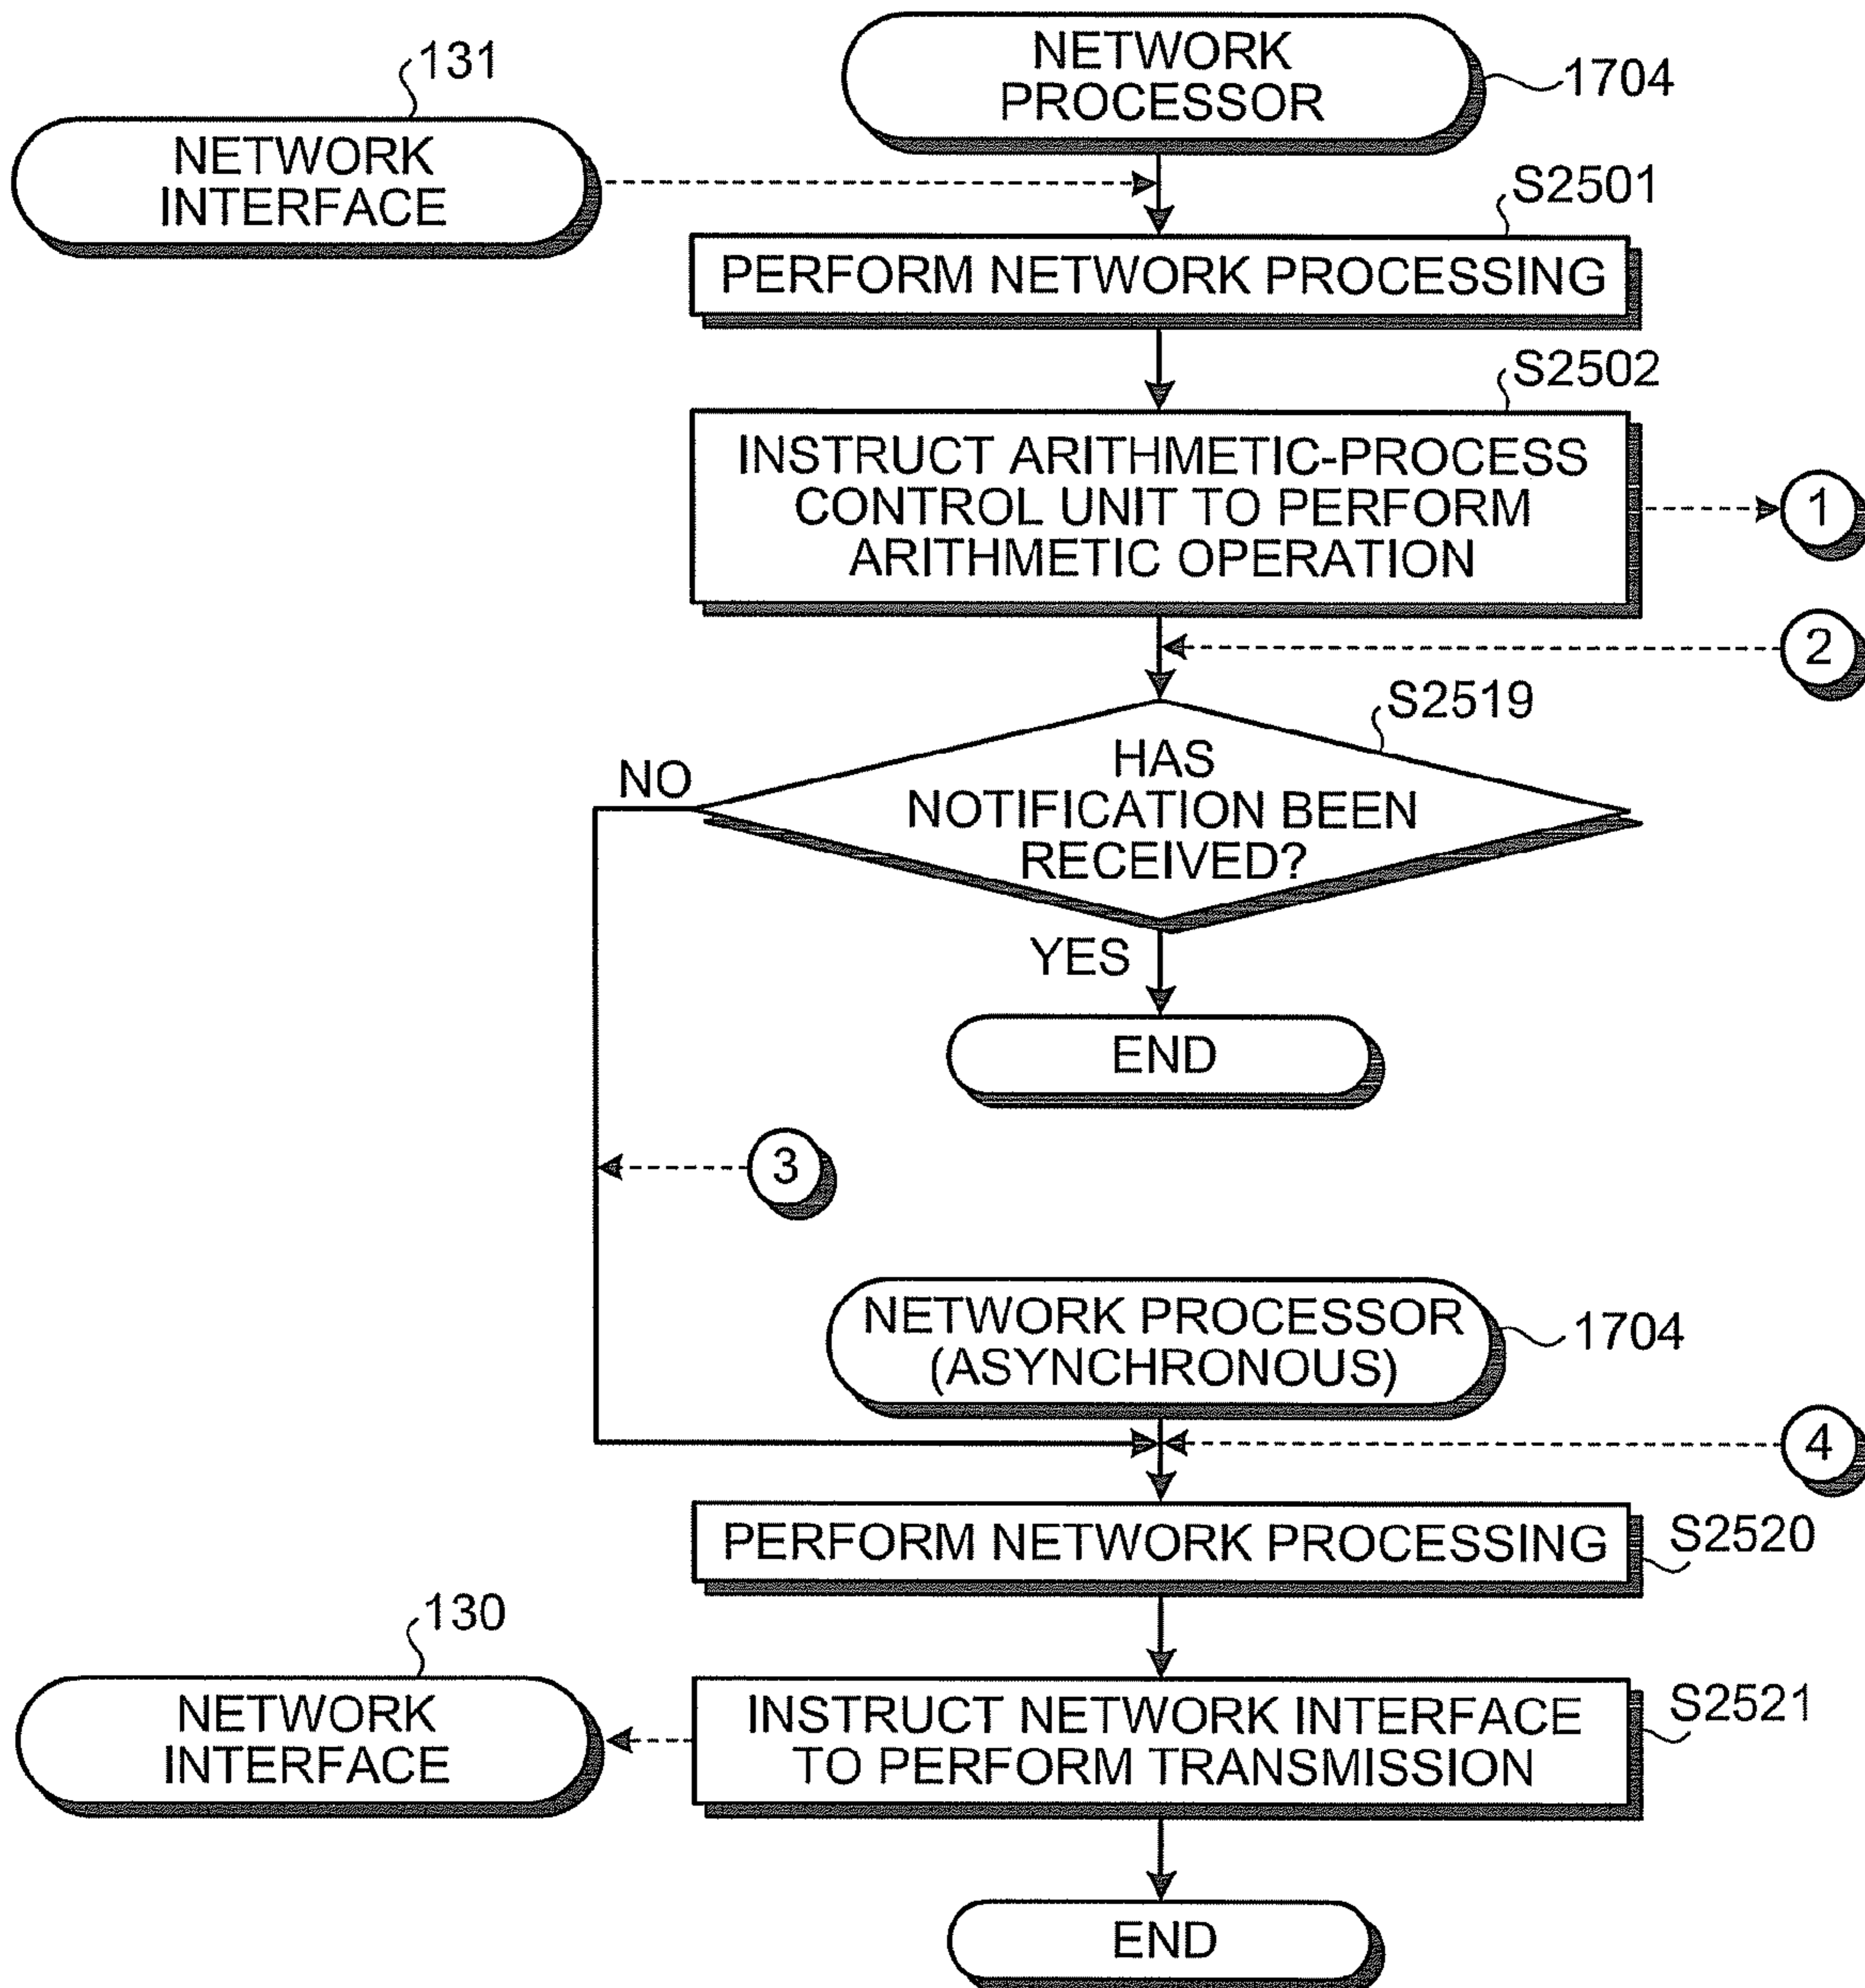 NETWORK
PROCESSOR
1704
131
NETWORK
INTERFACE
S2501
PERFORM NETWORK PROCESSING
S2502
INSTRUCT ARITHMETIC-PROCESS
CONTROL UNIT TO PERFORM
ARITHMETIC OPERATION
1
2
S2519
HAS
NOTIFICATION BEEN
RECEIVED?
NO
YES
END
3
NETWORK PROCESSOR
(ASYNCHRONOUS)
1704
4
PERFORM NETWORK PROCESSING
S2520
130
NETWORK
INTERFACE
INSTRUCT NETWORK INTERFACE
TO PERFORM TRANSMISSION
S2521
END